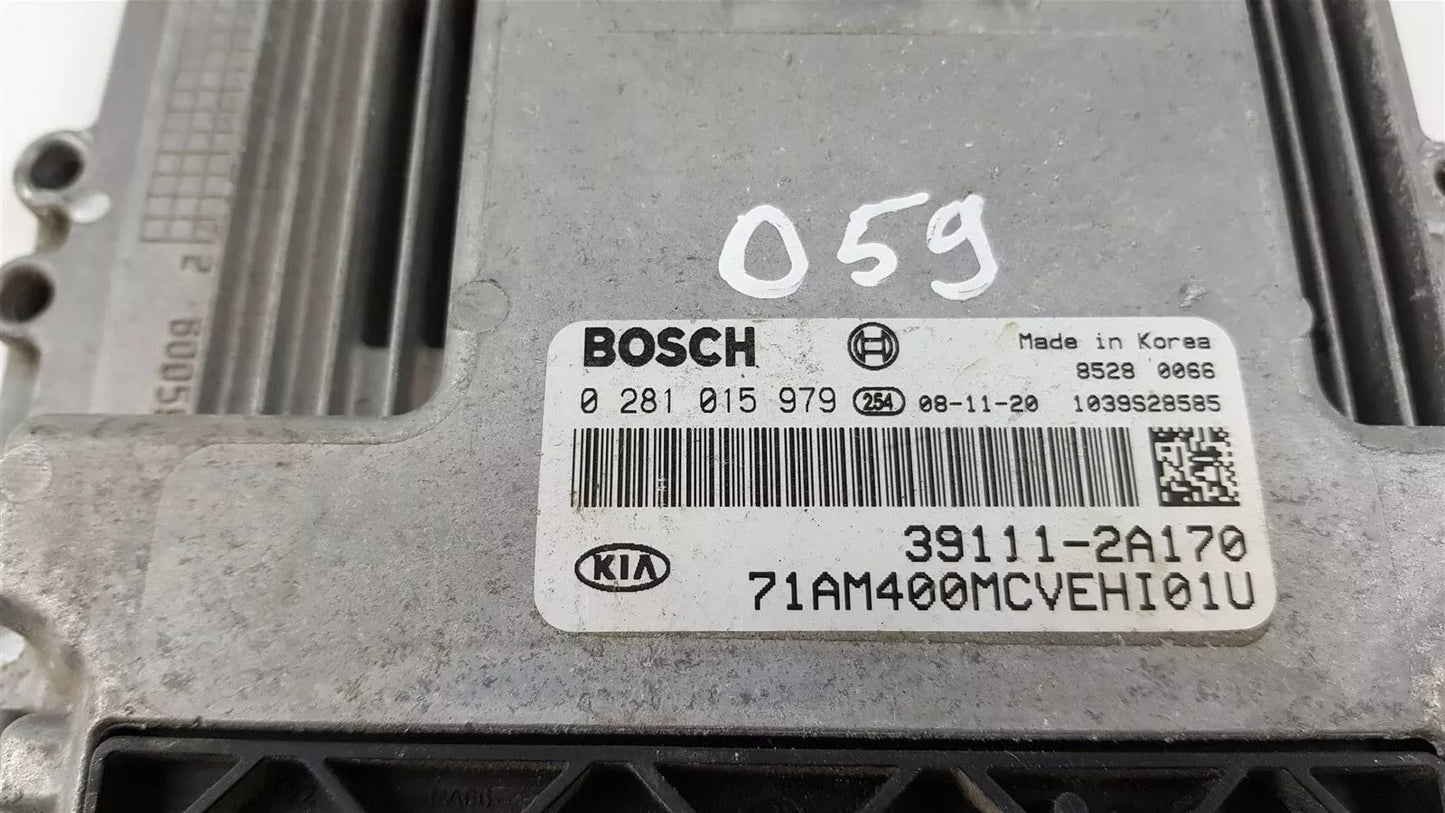 059
BOSCH Made in Korea
8528 0066
0 281 015 979 254 08-11-20 1039S28585
39111-2A170
KIA
71AM400MCVEHI01U